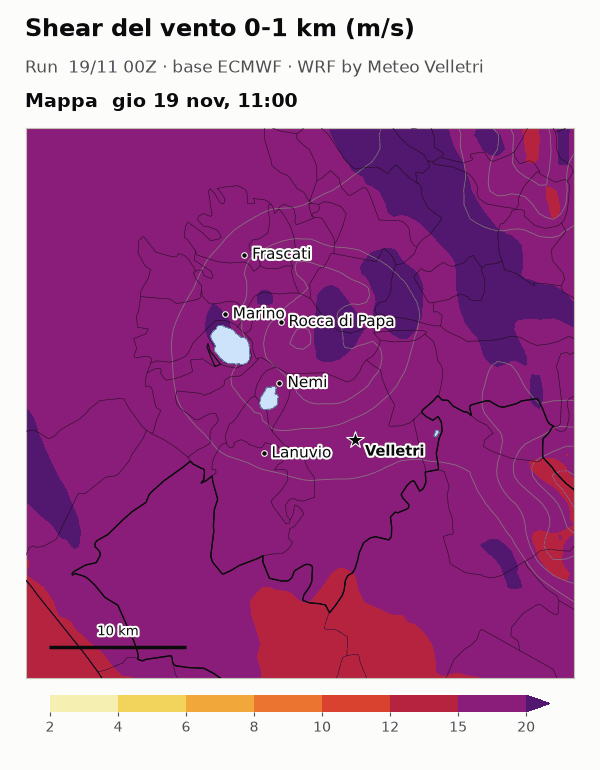 Shear del vento 0-1 km (m/s)
Run  19/11 00Z · base ECMWF · WRF by Meteo Velletri
Mappa  gio 19 nov, 11:00
Frascati
Marino
Rocca di Papa
Nemi
Velletri
Lanuvio
10 km
2 4 6 8 10 12 15 20